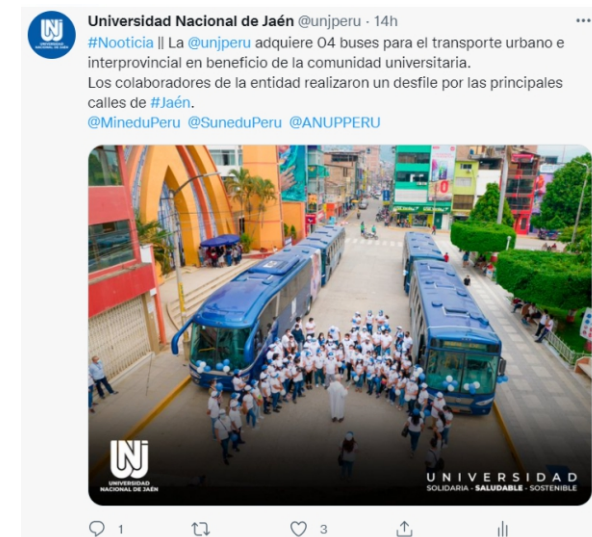 Universidad Nacional de Jaén @unjperu · 14h
#Nooticia || La @unjperu adquiere 04 buses para el transporte urbano e
interprovincial en beneficio de la comunidad universitaria.
Los colaboradores de la entidad realizaron un desfile por las principales
calles de #Jaén.
@MineduPeru @SuneduPeru @ANUPPERU
UNJ
UNIVERSIDAD
NACIONAL DE JAÉN
UNIVERSIDAD
SOLIDARIA - SALUDABLE - SOSTENIBLE
1
3